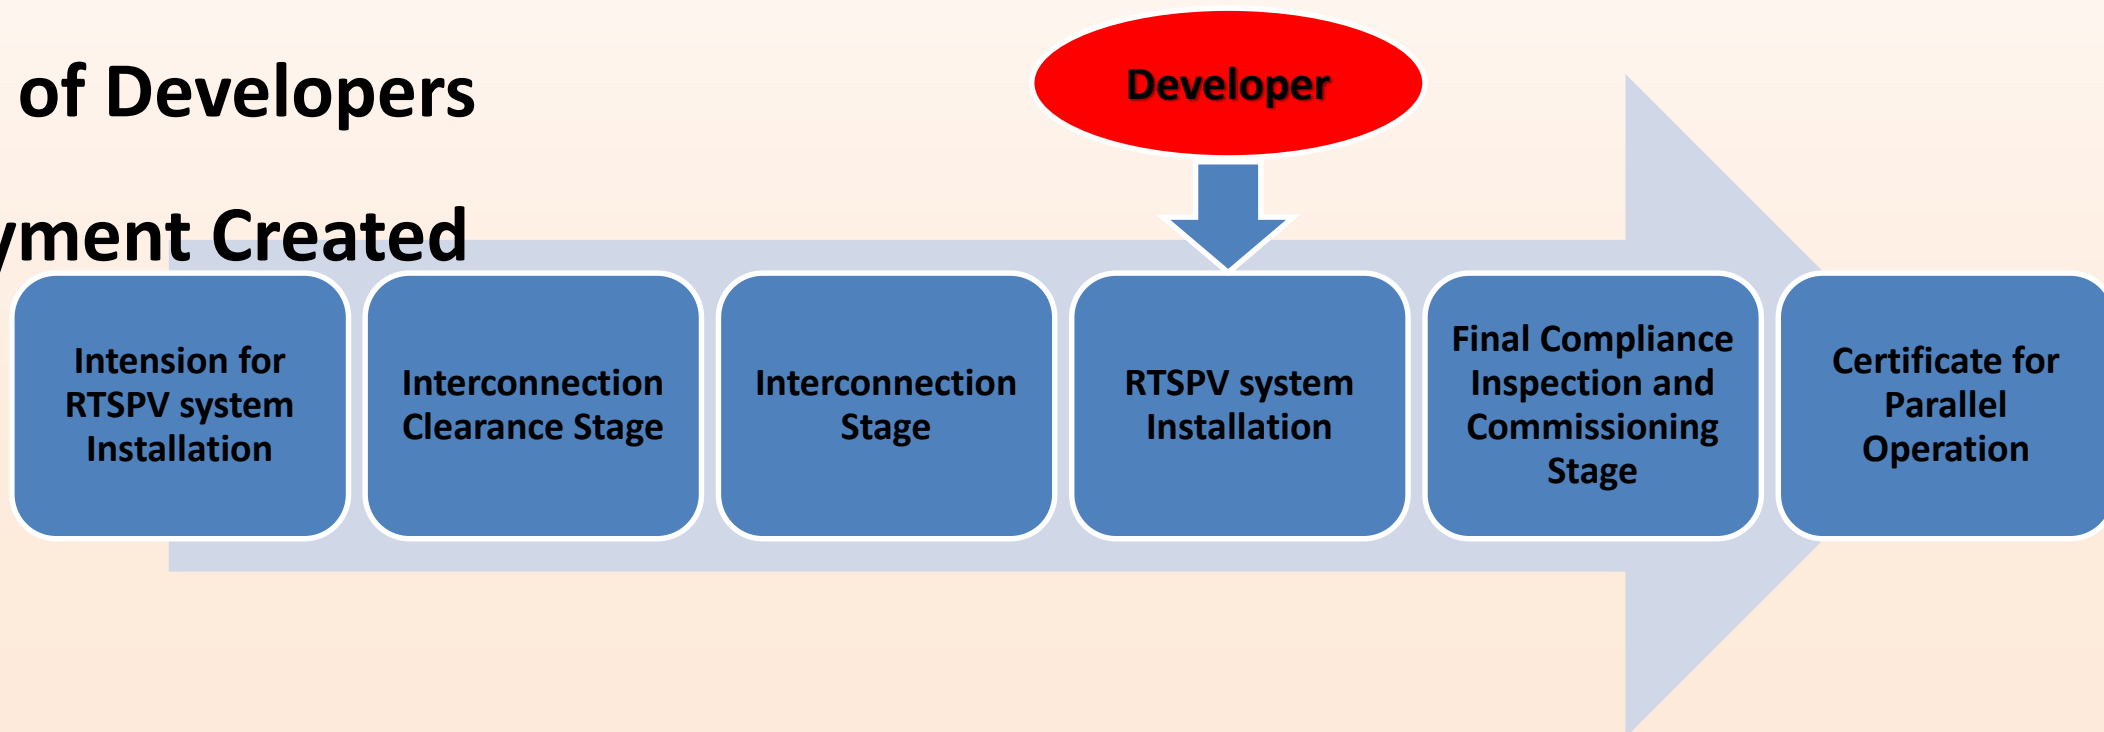 of Developers
Developer
Created
Intension for
RTSPV system
Installation
Interconnection
Clearance Stage
Interconnection
Stage
RTSPV system
Installation
Final Compliance
Inspection and
Commissioning
Stage
Certificate for
Parallel
Operation